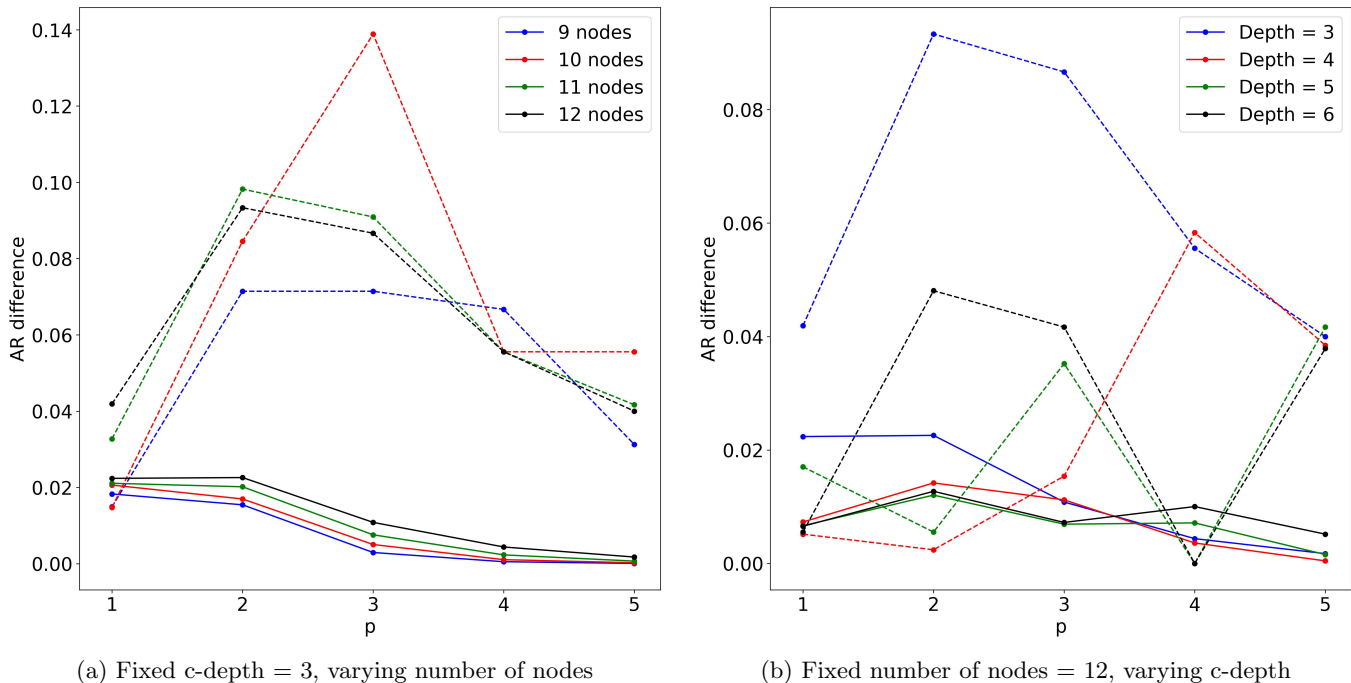 AR difference
0.14
0.12
0.10
0.08
0.06
0.04
0.02
0.00
9 nodes
10 nodes
11 nodes
12 nodes
1 2 3 4 5
p
(a) Fixed c-depth = 3, varying number of nodes
AR difference
0.08
0.06
0.04
0.02
0.00
Depth = 3
Depth = 4
Depth = 5
Depth = 6
1 2 3 4 5
p
(b) Fixed number of nodes = 12, varying c-depth